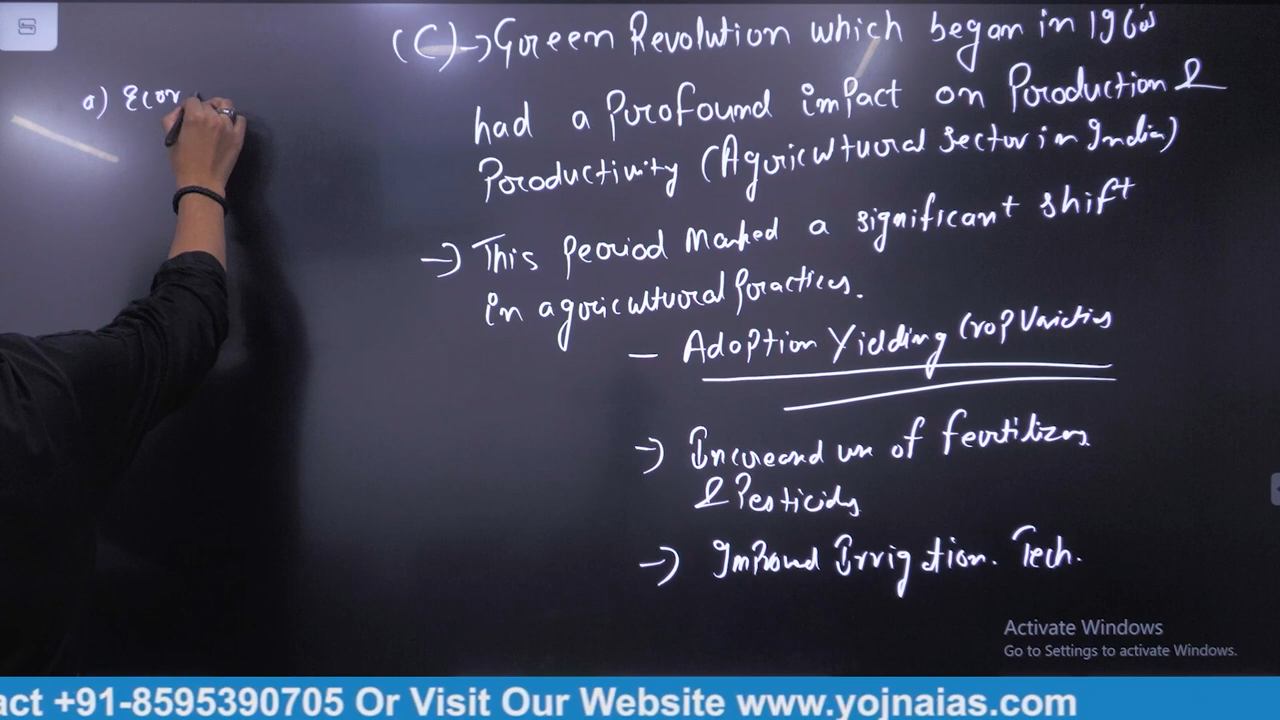 (C)→ Green Revolution which began in 1960s
a) Econ
had a Profound impact on Production &
Productivity (Agricultural sector in India)
→ This period Marked a significant shift
in agricultural practices.
— Adoption Yielding Crop Varieties
→ Increased use of fertilizers
& Pesticides
→ Improved Irrigation. Tech.
Activate Windows
Go to Settings to activate Windows.
act +91-8595390705 Or Visit Our Website www.yojnaias.com